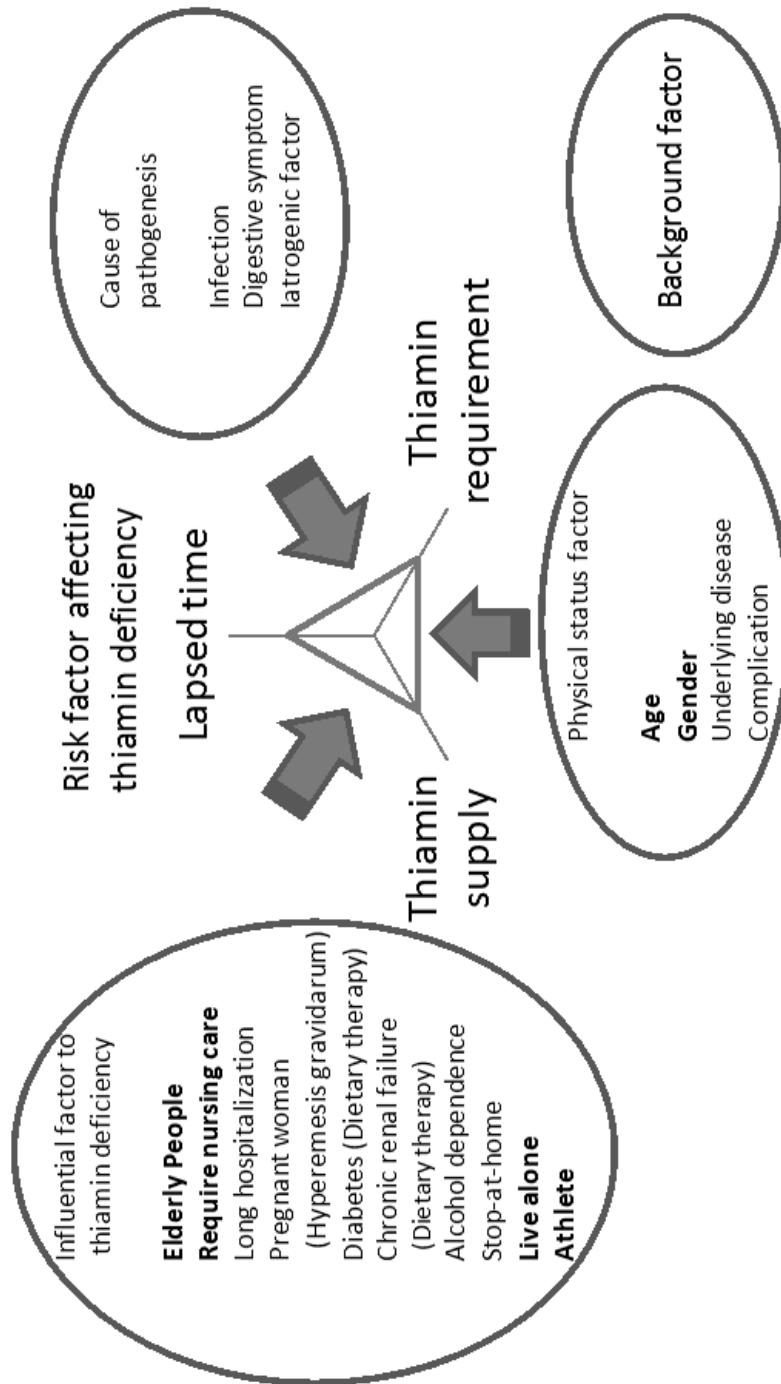 Risk factor affecting
thiamin deficiency
Influential factor to
thiamin deficiency
Elderly People
Require nursing care
Long hospitalization
Pregnant woman
(Hyperemesis gravidarum)
Diabetes (Dietary therapy)
Chronic renal failure
(Dietary therapy)
Alcohol dependence
Stop-at-home
Live alone
Athlete
Lapsed time
Thiamin
supply
Thiamin
requirement
Cause of
pathogenesis
Infection
Digestive symptom
Iatrogenic factor
Physical status factor
Age
Gender
Underlying disease
Complication
Background factor